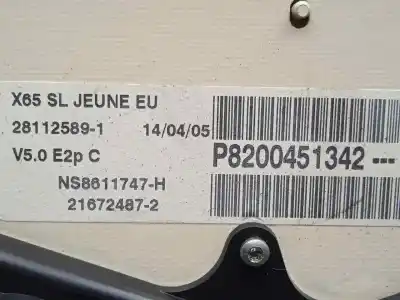 X65 SL JEUNE EU
28112589-1 14/04/05
V5.0 E2p C P8200451342---
NS8611747-H
21672487-2